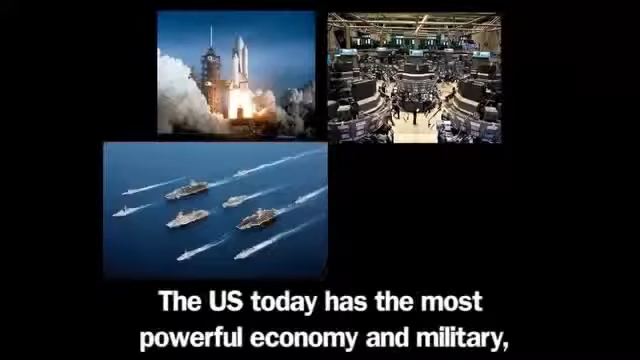 The US today has the most
powerful economy and military,